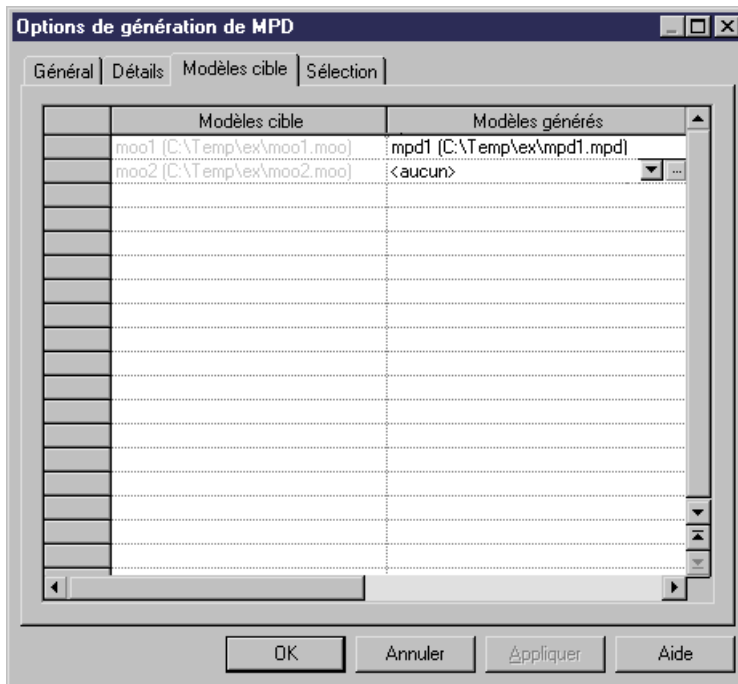 Options de génération de MPD
Général Détails Modèles cible Sélection
Modèles cible Modèles générés
moo1 (C:\Temp\ex\moo1.moo) mpd1 (C:\Temp\ex\mpd1.mpd)
moo2 (C:\Temp\ex\moo2.moo) <aucun> ...
OK Annuler Appliquer Aide